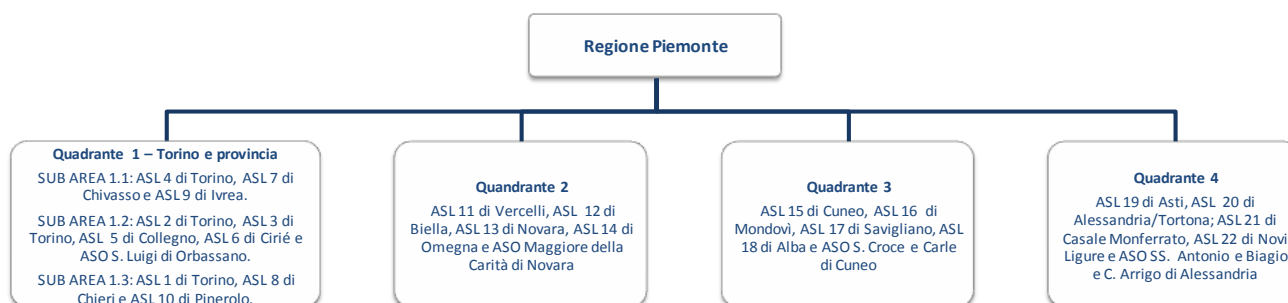 Regione Piemonte
Quadrante 1 – Torino e provincia
SUB AREA 1.1: ASL 4 di Torino, ASL 7 di
Chivasso e ASL 9 di Ivrea.
SUB AREA 1.2: ASL 2 di Torino, ASL 3 di
Torino, ASL 5 di Collegno, ASL 6 di Cirié e
ASO S. Luigi di Orbassano.
SUB AREA 1.3: ASL 1 di Torino, ASL 8 di
Chieri e ASL 10 di Pinerolo.
Quandrante 2
ASL 11 di Vercelli, ASL 12 di
Biella, ASL 13 di Novara, ASL 14 di
Omegna e ASO Maggiore della
Carità di Novara
Quadrante 3
ASL 15 di Cuneo, ASL 16 di
Mondovì, ASL 17 di Savigliano, ASL
18 di Alba e ASO S. Croce e Carle
di Cuneo
Quadrante 4
ASL 19 di Asti, ASL 20 di
Alessandria/Tortona; ASL 21 di
Casale Monferrato, ASL 22 di Novi
Ligure e ASO SS. Antonio e Biagio
e C. Arrigo di Alessandria